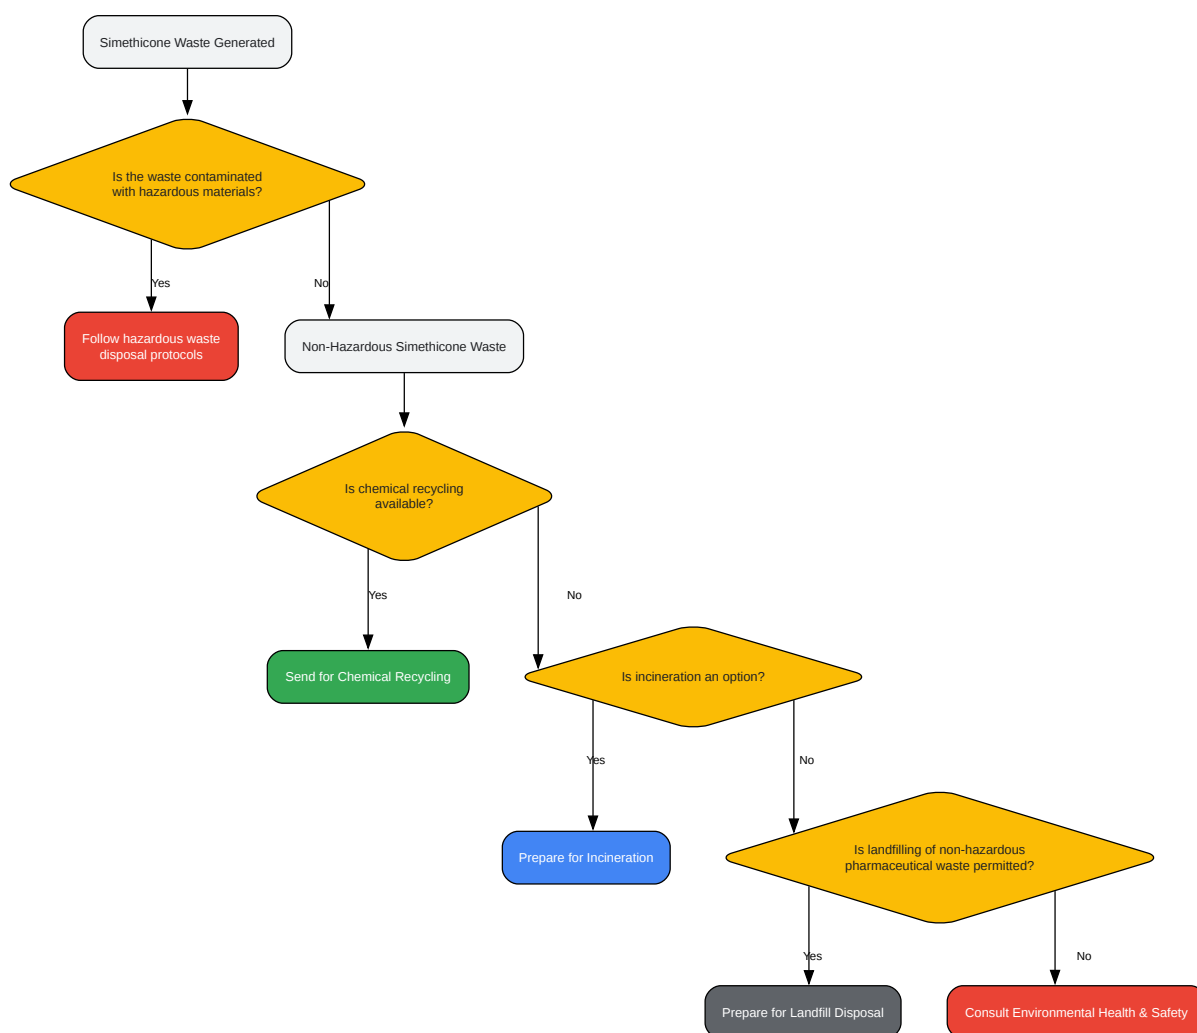 Simethicone Waste Generated
Is the waste contaminated
with hazardous materials?
Yes
No
Follow hazardous waste
disposal protocols
Non-Hazardous Simethicone Waste
Is chemical recycling
available?
Yes
No
Send for Chemical Recycling
Is incineration an option?
Yes
No
Prepare for Incineration
Is landfilling of non-hazardous
pharmaceutical waste permitted?
Yes
No
Prepare for Landfill Disposal
Consult Environmental Health & Safety